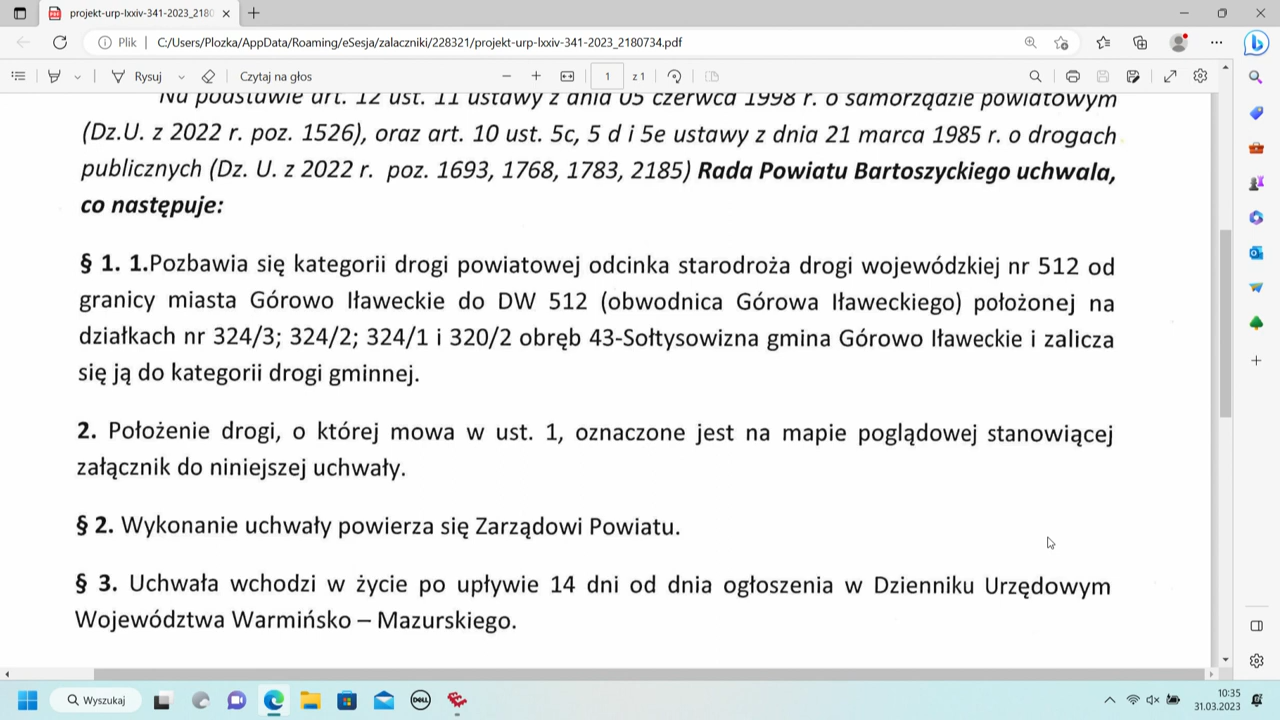 projekt-urp-lxxiv-341-2023_2180
Plik | C:/Users/Plozka/AppData/Roaming/eSesja/zalaczniki/228321/projekt-urp-lxxiv-341-2023_2180734.pdf
Rysuj Czytaj na głos 1 z 1
Na podstawie art. 12 ust. 11 ustawy z dnia 05 czerwca 1998 r. o samorządzie powiatowym
(Dz.U. z 2022 r. poz. 1526), oraz art. 10 ust. 5c, 5 d i 5e ustawy z dnia 21 marca 1985 r. o drogach
publicznych (Dz. U. z 2022 r. poz. 1693, 1768, 1783, 2185) Rada Powiatu Bartoszyckiego uchwala,
co następuje:
§ 1. 1.Pozbawia się kategorii drogi powiatowej odcinka starodroża drogi wojewódzkiej nr 512 od
granicy miasta Górowo Iławeckie do DW 512 (obwodnica Górowa Iławeckiego) położonej na
działkach nr 324/3; 324/2; 324/1 i 320/2 obręb 43-Sołtysowizna gmina Górowo Iławeckie i zalicza
się ją do kategorii drogi gminnej.
2. Położenie drogi, o której mowa w ust. 1, oznaczone jest na mapie poglądowej stanowiącej
załącznik do niniejszej uchwały.
§ 2. Wykonanie uchwały powierza się Zarządowi Powiatu.
§ 3. Uchwała wchodzi w życie po upływie 14 dni od dnia ogłoszenia w Dzienniku Urzędowym
Województwa Warmińsko – Mazurskiego.
Wyszukaj
DELL
10:35
31.03.2023